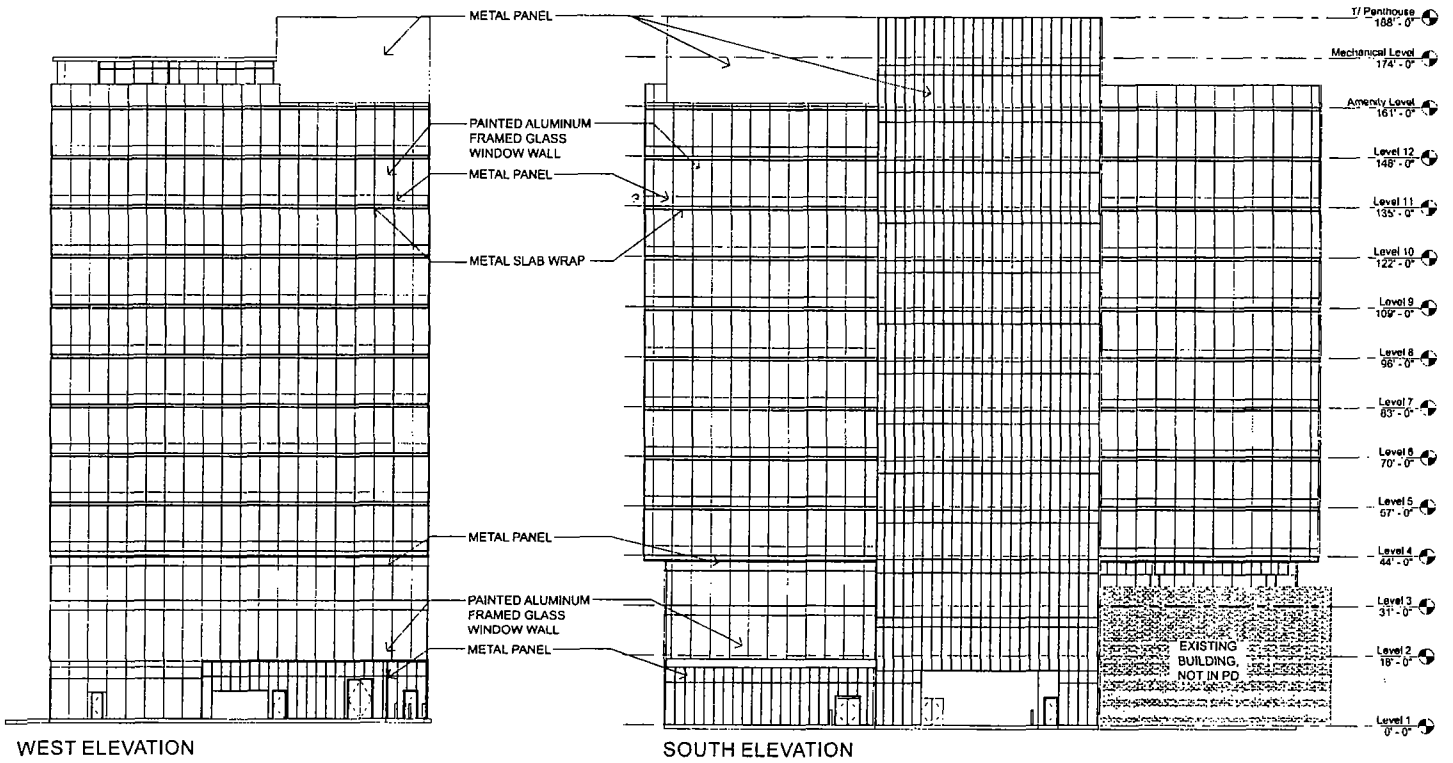 METAL PANEL
PAINTED ALUMINUM
FRAMED GLASS
WINDOW WALL
METAL PANEL
METAL SLAB WRAP
METAL PANEL
PAINTED ALUMINUM
FRAMED GLASS
WINDOW WALL
METAL PANEL
T/ Penthouse
188' - 0"
Mechanical Level
174' - 0"
Amenity Level
161' - 0"
Level 12
148' - 0"
Level 11
135' - 0"
Level 10
122' - 0"
Level 9
109' - 0"
Level 8
96' - 0"
Level 7
83' - 0"
Level 6
70' - 0"
Level 5
57' - 0"
Level 4
44' - 0"
Level 3
31' - 0"
Level 2
18' - 0"
Level 1
0' - 0"
EXISTING
BUILDING,
NOT IN PD
WEST ELEVATION
SOUTH ELEVATION